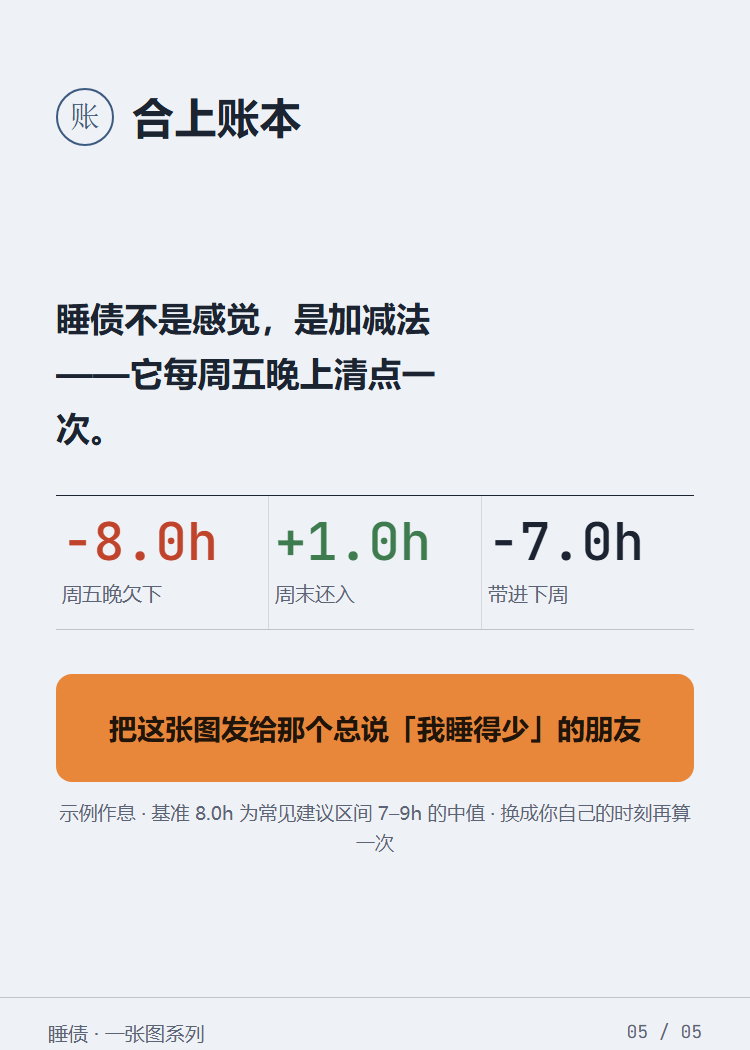 账 合上账本
睡债不是感觉，是加减法
——它每周五晚上清点一
次。
-8.0h +1.0h -7.0h
周五晚欠下 周末还入 带进下周
把这张图发给那个总说「我睡得少」的朋友
示例作息 · 基准 8.0h 为常见建议区间 7–9h 的中值 · 换成你自己的时刻再算
一次
睡债 · 一张图系列 05 / 05